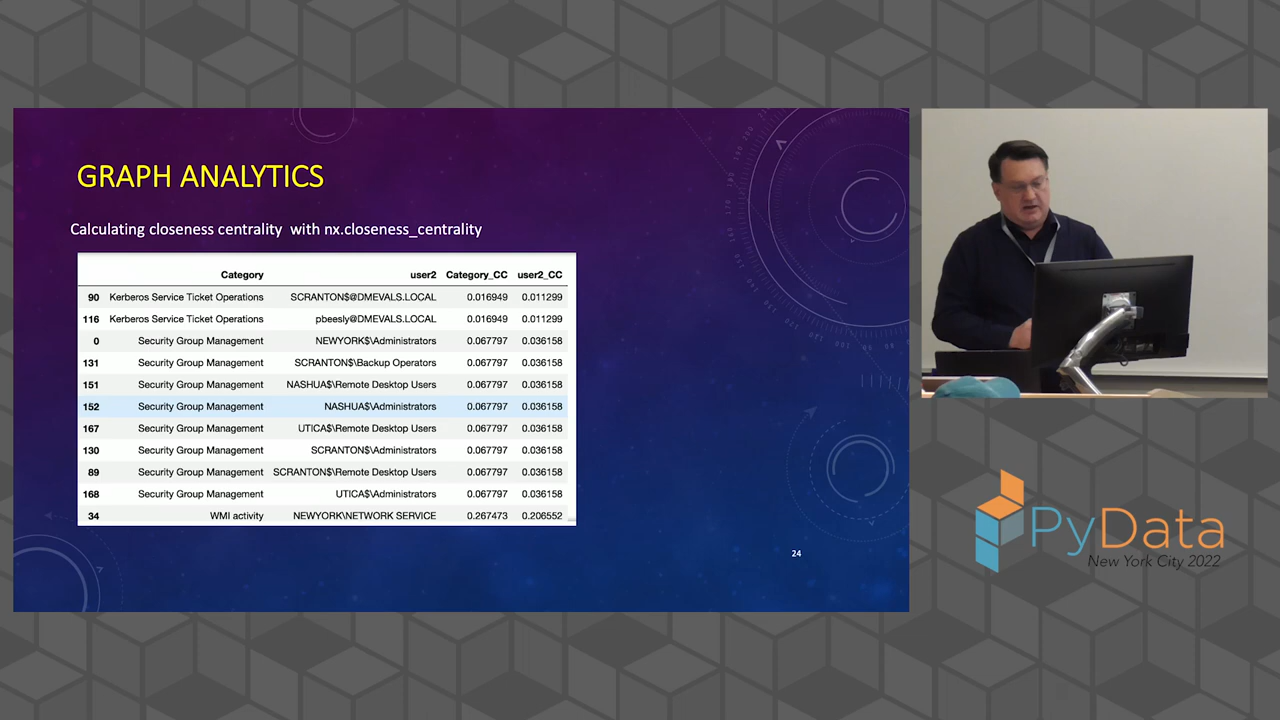 GRAPH ANALYTICS
Calculating closeness centrality with nx.closeness_centrality
Category user2 Category_CC user2_CC
90 Kerberos Service Ticket Operations SCRANTON$@DMEVALS.LOCAL 0.016949 0.011299
116 Kerberos Service Ticket Operations pbeesly@DMEVALS.LOCAL 0.016949 0.011299
0 Security Group Management NEWYORK$\Administrators 0.067797 0.036158
131 Security Group Management SCRANTON$\Backup Operators 0.067797 0.036158
151 Security Group Management NASHUA$\Remote Desktop Users 0.067797 0.036158
152 Security Group Management NASHUA$\Administrators 0.067797 0.036158
167 Security Group Management UTICA$\Remote Desktop Users 0.067797 0.036158
130 Security Group Management SCRANTON$\Administrators 0.067797 0.036158
89 Security Group Management SCRANTON$\Remote Desktop Users 0.067797 0.036158
168 Security Group Management UTICA$\Administrators 0.067797 0.036158
34 WMI activity NEWYORK\NETWORK SERVICE 0.267473 0.206552
24
PyData
New York City 2022